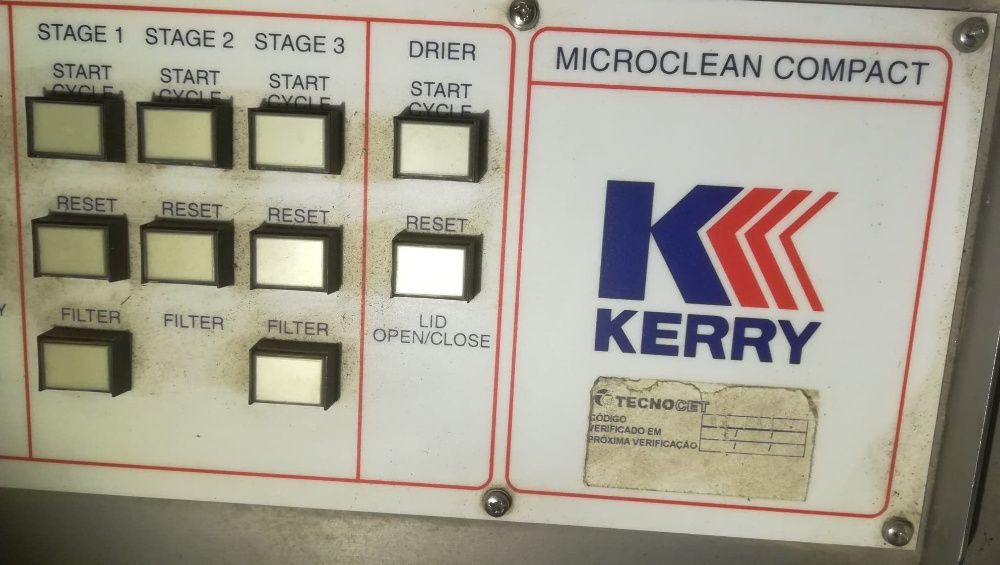 STAGE 1 STAGE 2 STAGE 3 DRIER
START CYCLE START CYCLE START CYCLE START CYCLE
RESET RESET RESET RESET
FILTER FILTER FILTER LID OPEN/CLOSE
Y
MICROCLEAN COMPACT
KERRY
TECNOCET
CÓDIGO
VERIFICADO EM / /
PRÓXIMA VERIFICAÇÃO / /